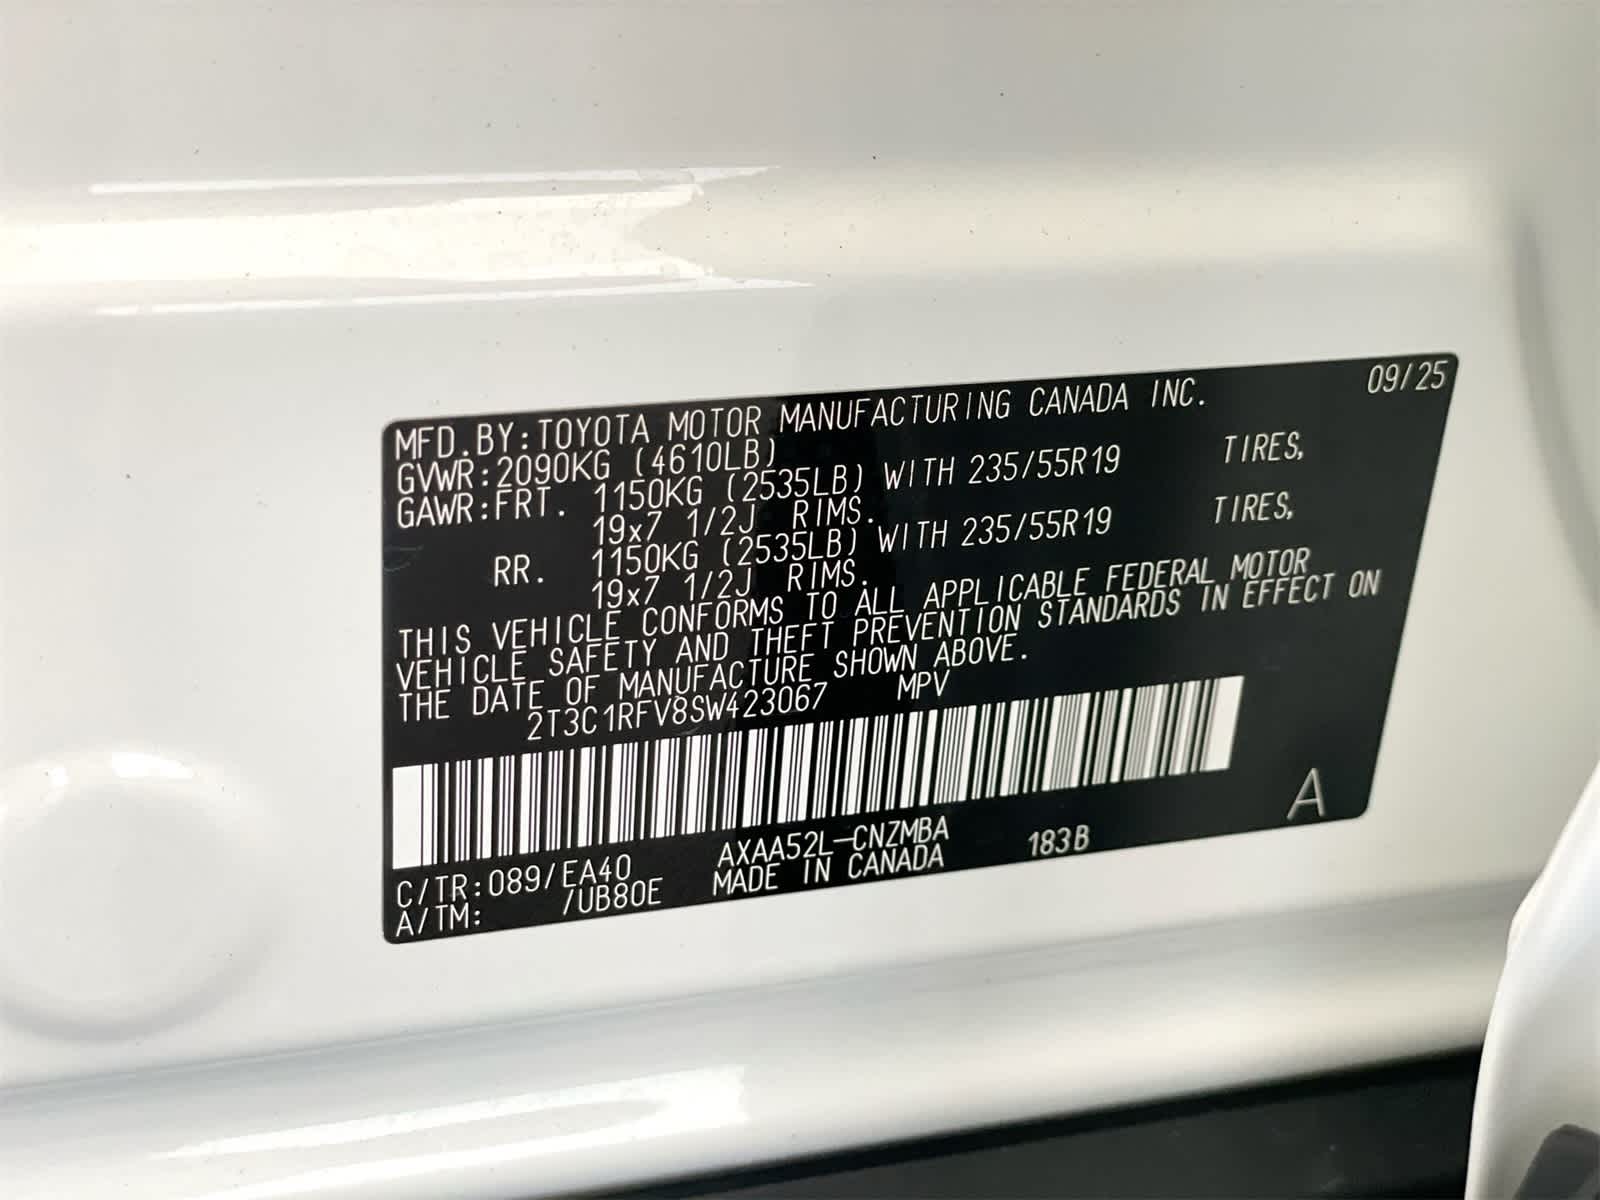 09/25
MFD.BY:TOYOTA MOTOR MANUFACTURING CANADA INC.
GVWR:2090KG (4610LB)
GAWR:FRT. 1150KG (2535LB) WITH 235/55R19 TIRES,
19x7 1/2J RIMS.
RR. 1150KG (2535LB) WITH 235/55R19 TIRES,
19x7 1/2J RIMS.
THIS VEHICLE CONFORMS TO ALL APPLICABLE FEDERAL MOTOR
VEHICLE SAFETY AND THEFT PREVENTION STANDARDS IN EFFECT ON
THE DATE OF MANUFACTURE SHOWN ABOVE.
2T3C1RFV8SW423067 MPV
A
C/TR:089/EA40 AXAA52L-CNZMBA 183B
A/TM: /UB80E MADE IN CANADA